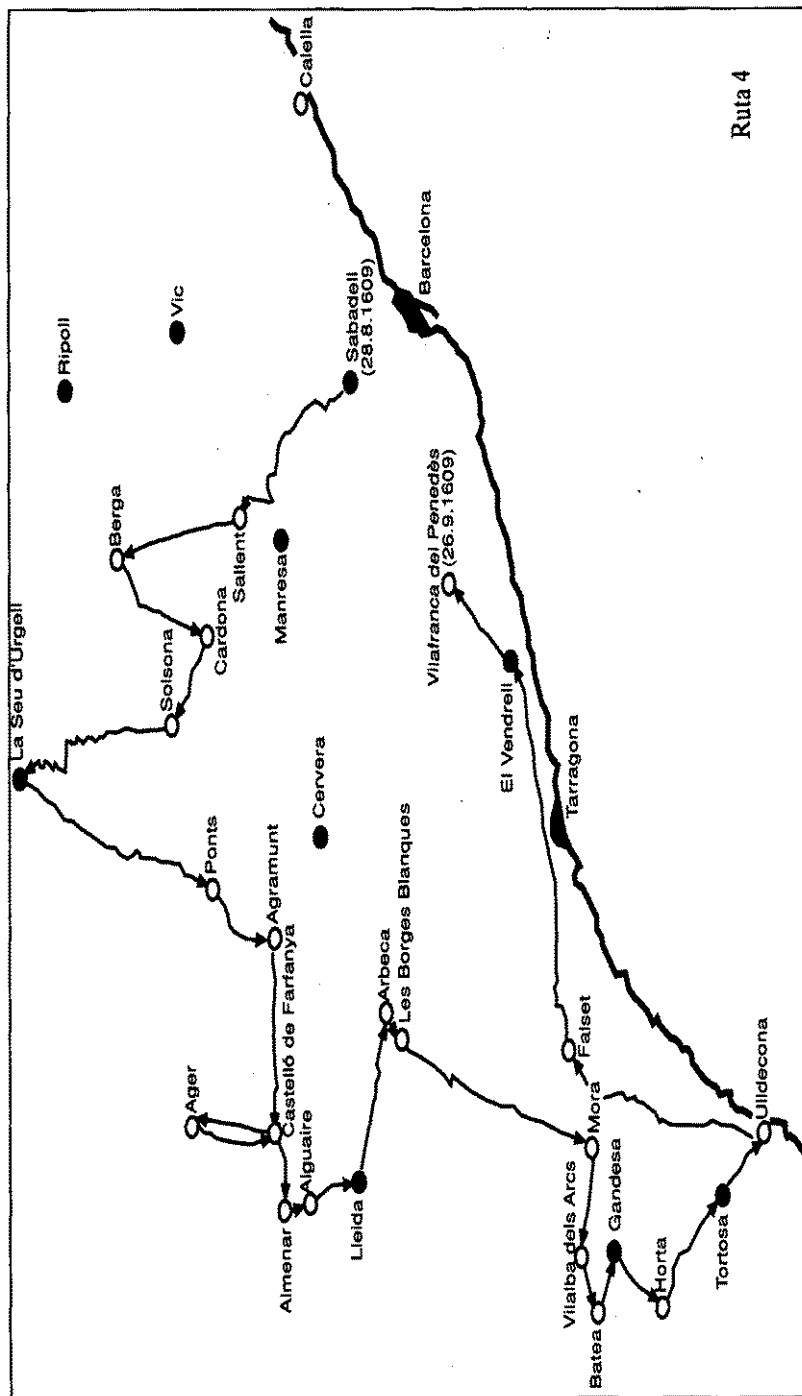 La Seu d'Urgell
Ripoll
Berga
Vic
Solsona
Cardona
Sallent
Ponts
Ager
Agramunt
Manresa
Castelló de Farfanya
Calella
Almenar
Alguaire
Cervera
Sabadell
(28.8.1609)
Lleida
Arbeca
Les Borges Blanques
Barcelona
Vilafranca del Penedès
(26.9.1609)
El Vendrell
Tarragona
Falset
Mora
Vilalba dels Arcs
Batea
Gandesa
Horta
Tortosa
Ulldecona
Ruta 4